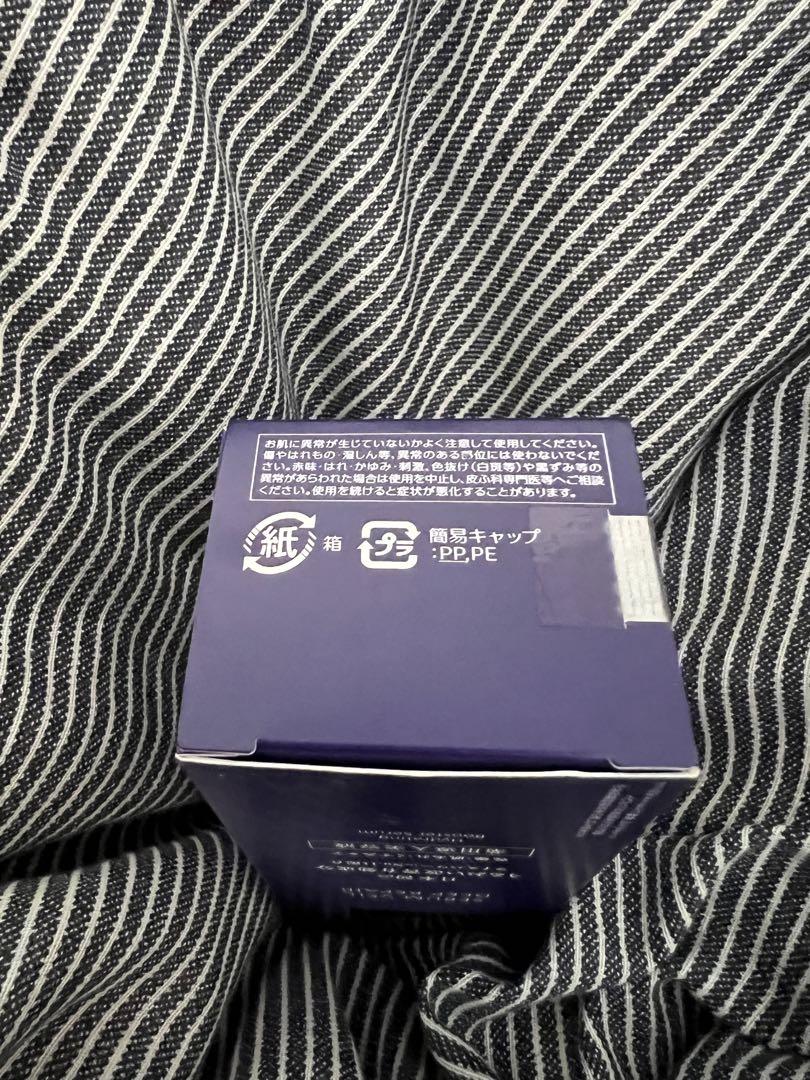 お肌に異常が生じていないかよく注意して使用してください。
傷やはれもの・湿しん等、異常のある部位には使わないでくだ
さい。赤味・はれ・かゆみ・刺激、色抜け(白斑等)や黒ずみ等の
異常があらわれた場合は使用を中止し、皮ふ科専門医等へご相談
ください。使用を続けると症状が悪化することがあります。
紙 箱
プラ 簡易キャップ
:PP,PE
Booster Serum